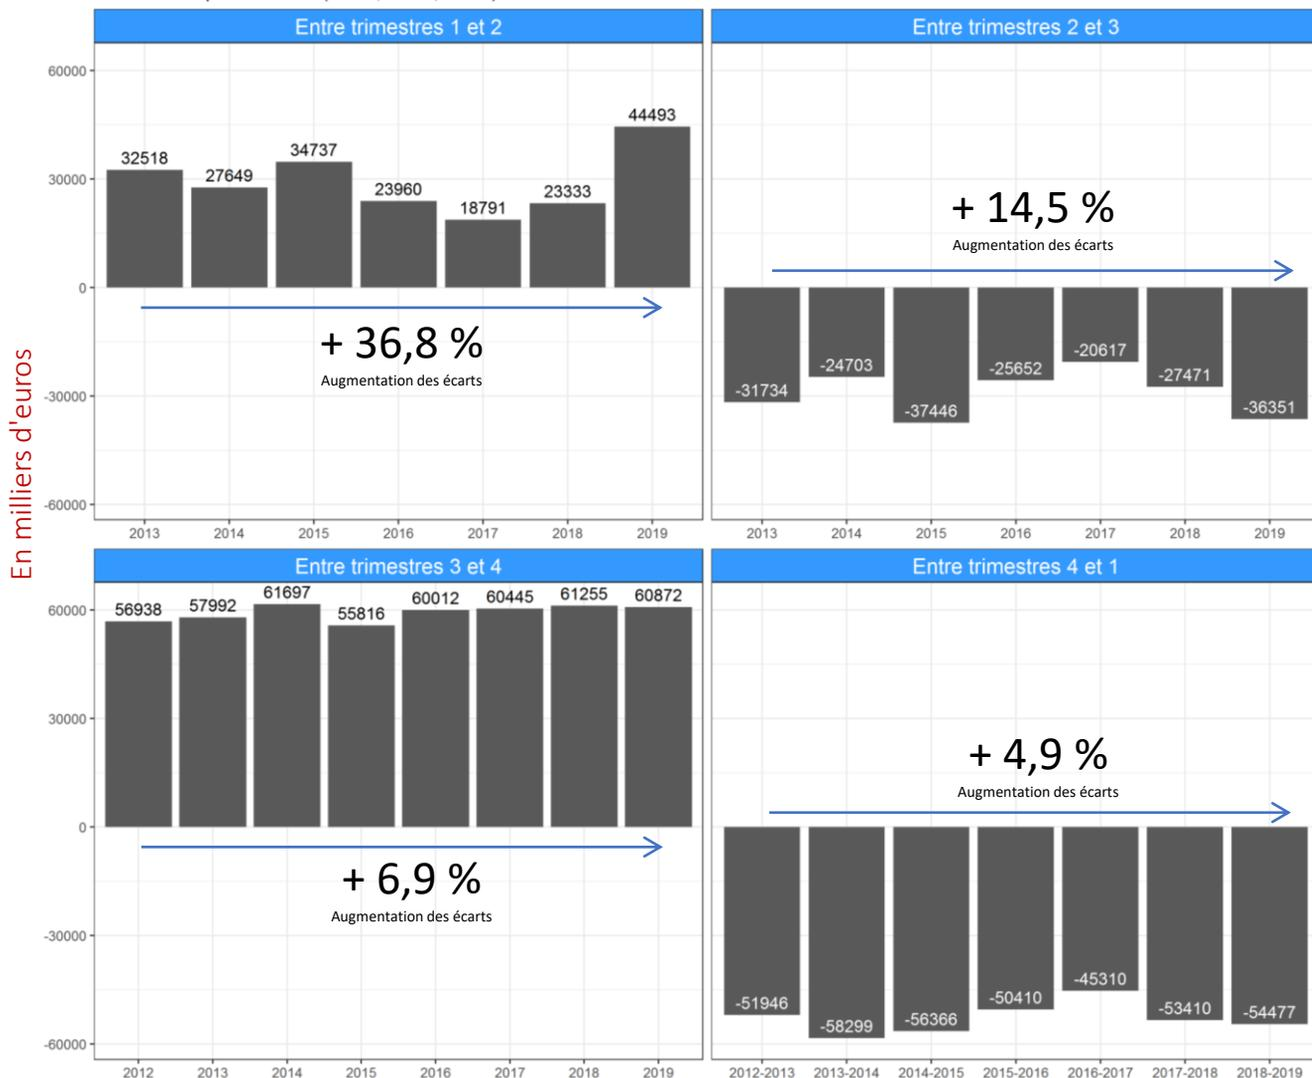 Entre trimestres 1 et 2
60000
30000
0
-30000
-60000
32518
27649
34737
23960
18791
23333
44493
+ 36,8 %
Augmentation des écarts
2013 2014 2015 2016 2017 2018 2019
Entre trimestres 2 et 3
+ 14,5 %
Augmentation des écarts
-31734
-24703
-37446
-25652
-20617
-27471
-36351
2013 2014 2015 2016 2017 2018 2019
En milliers d'euros
Entre trimestres 3 et 4
60000
30000
0
-30000
-60000
56938
57992
61697
55816
60012
60445
61255
60872
+ 6,9 %
Augmentation des écarts
2012 2013 2014 2015 2016 2017 2018 2019
Entre trimestres 4 et 1
+ 4,9 %
Augmentation des écarts
-51946
-58299
-56366
-50410
-45310
-53410
-54477
2012-2013 2013-2014 2014-2015 2015-2016 2016-2017 2017-2018 2018-2019